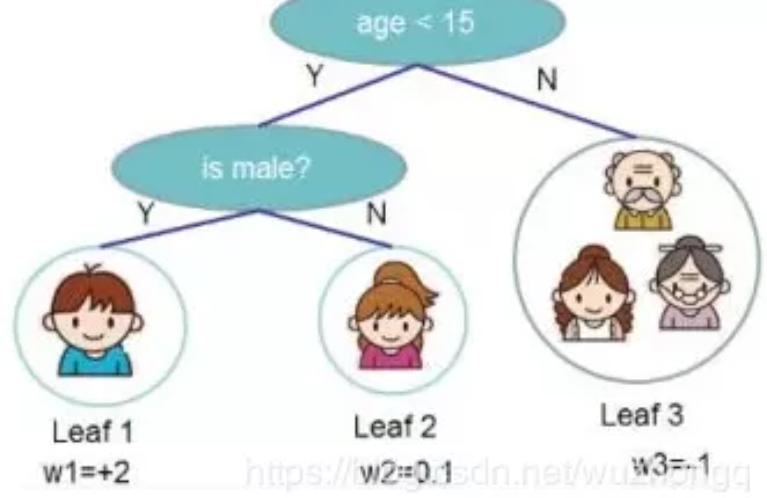 age < 15
Y
N
is male?
Y
N
Leaf 1
Leaf 2
Leaf 3
w1=+2
w2=0.1
w3=-1